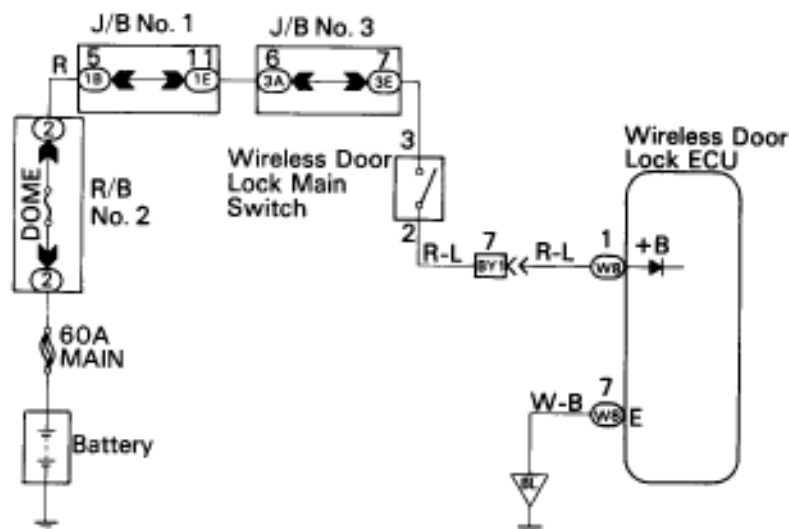 J/B No. 1
J/B No. 3
R
5
11
6
7
1B
1E
3A
3E
2
DOME
R/B
No. 2
2
3
Wireless Door
Lock Main
Switch
2
R-L
7
BY1
R-L
1
W8
+B
Wireless Door
Lock ECU
60A
MAIN
Battery
W-B
7
W8
E
BL